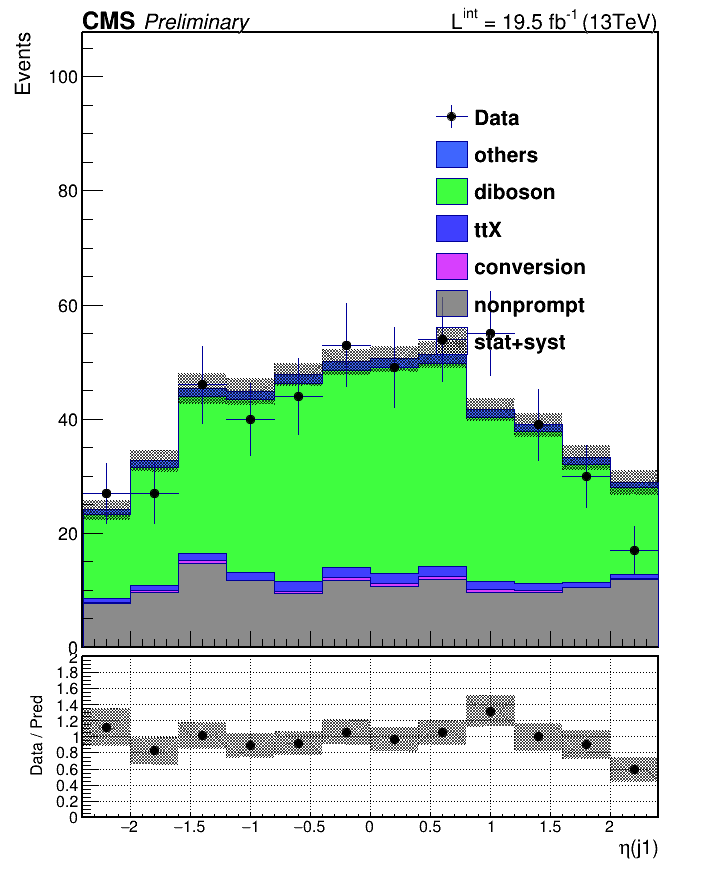 CMS Preliminary L^int = 19.5 fb^-1 (13TeV)
Events
100
80
60
40
20
0
Data
others
diboson
ttX
conversion
nonprompt
stat+syst
Data / Pred
2
1.8
1.6
1.4
1.2
1
0.8
0.6
0.4
0.2
0
−2 −1.5 −1 −0.5 0 0.5 1 1.5 2
η(j1)